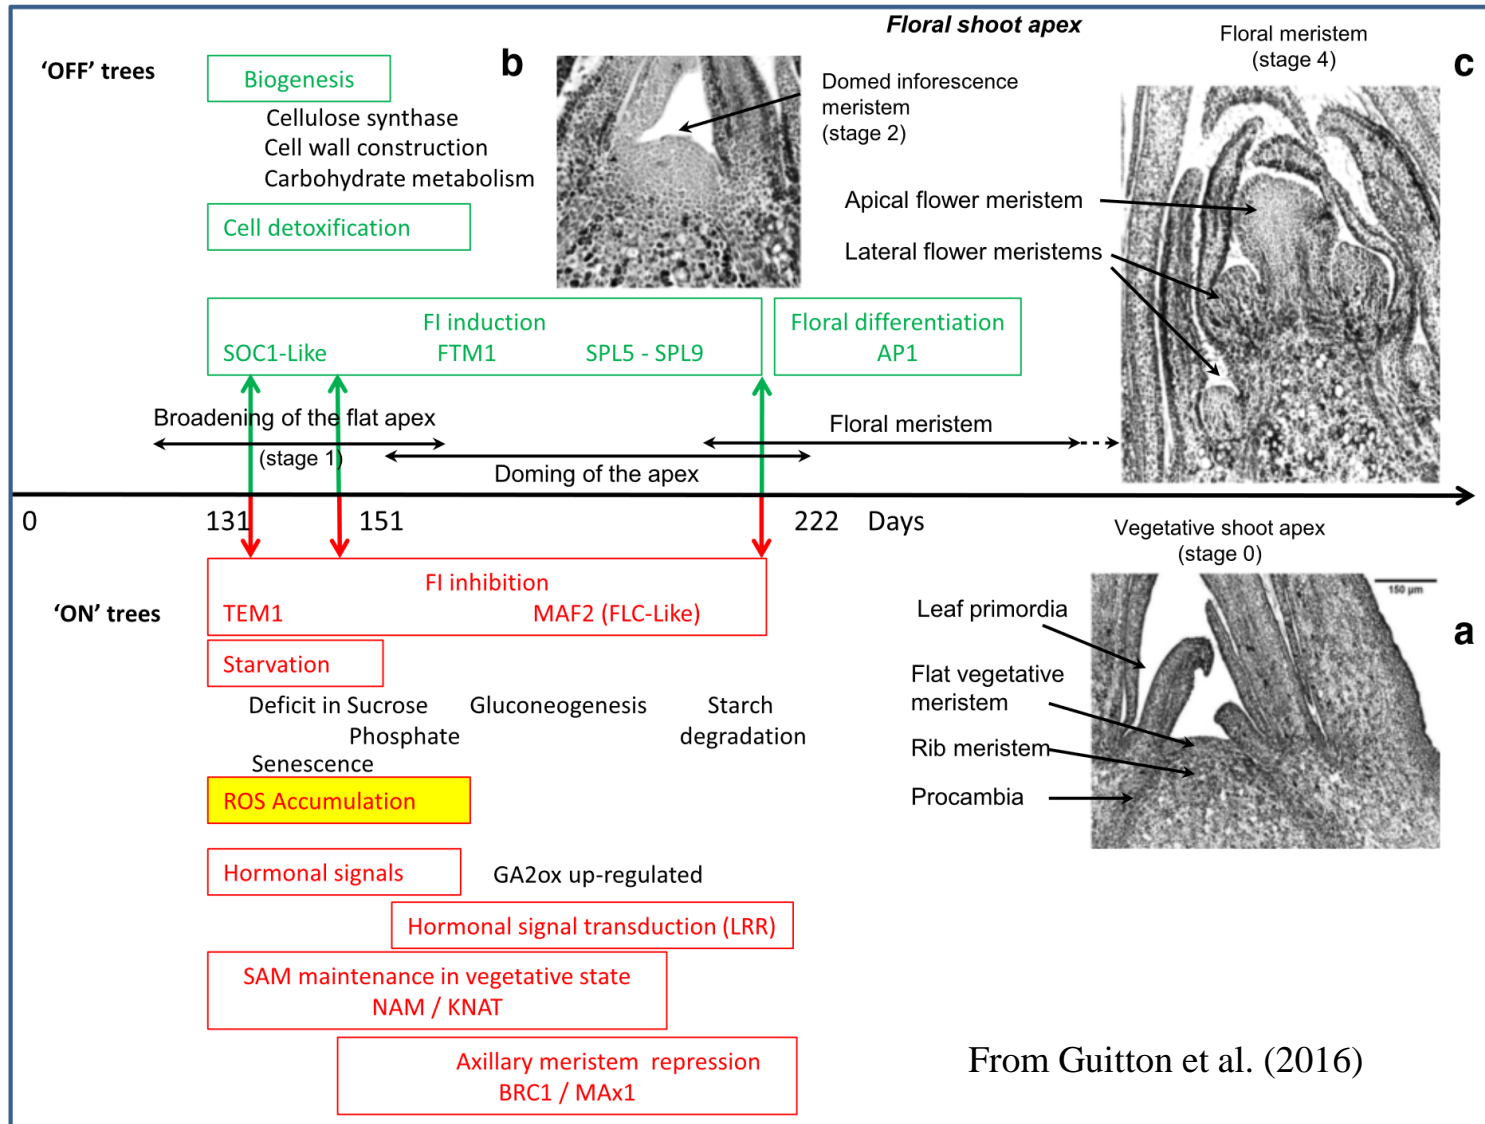 Floral shoot apex
'OFF' trees
Biogenesis
Cellulose synthase
Cell wall construction
Carbohydrate metabolism
Cell detoxification
b
Domed inforescence
meristem
(stage 2)
Floral meristem
(stage 4)
c
Apical flower meristem
Lateral flower meristems
FI induction
SOC1-Like FTM1 SPL5 - SPL9
Floral differentiation
AP1
Broadening of the flat apex
(stage 1)
Floral meristem
Doming of the apex
0 131 151 222 Days
'ON' trees
FI inhibition
TEM1 MAF2 (FLC-Like)
Starvation
Deficit in Sucrose Gluconeogenesis Starch
Phosphate degradation
Senescence
ROS Accumulation
Hormonal signals GA2ox up-regulated
Hormonal signal transduction (LRR)
SAM maintenance in vegetative state
NAM / KNAT
Axillary meristem repression
BRC1 / MAx1
Vegetative shoot apex
(stage 0)
150 µm
a
Leaf primordia
Flat vegetative
meristem
Rib meristem
Procambia
From Guitton et al. (2016)